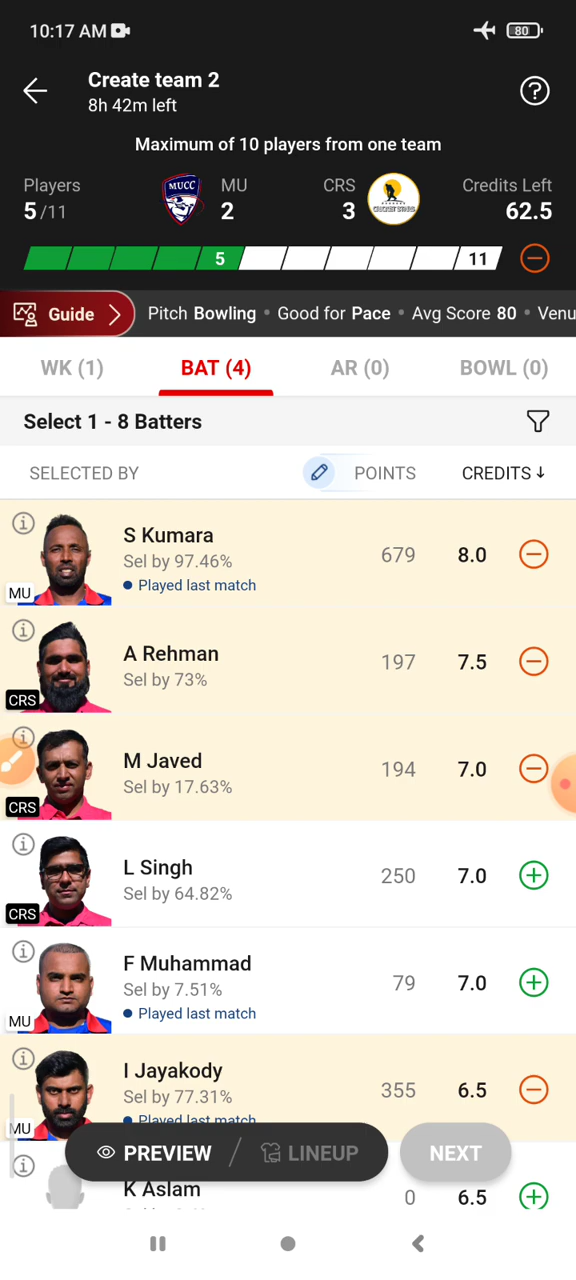 10:17 AM
80
Create team 2
8h 42m left
?
Maximum of 10 players from one team
Players
MU
CRS
Credits Left
5/11
MUCC
2
3
CRICKET STARS
62.5
5
11
Guide
Pitch Bowling • Good for Pace • Avg Score 80 • Venu
WK (1)
BAT (4)
AR (0)
BOWL (0)
Select 1 - 8 Batters
SELECTED BY
POINTS
CREDITS ↓
S Kumara
Sel by 97.46%
Played last match
679
8.0
MU
A Rehman
Sel by 73%
197
7.5
CRS
M Javed
Sel by 17.63%
194
7.0
CRS
L Singh
Sel by 64.82%
250
7.0
CRS
F Muhammad
Sel by 7.51%
Played last match
79
7.0
MU
I Jayakody
Sel by 77.31%
Played last match
355
6.5
MU
PREVIEW / LINEUP
NEXT
K Aslam
0
6.5